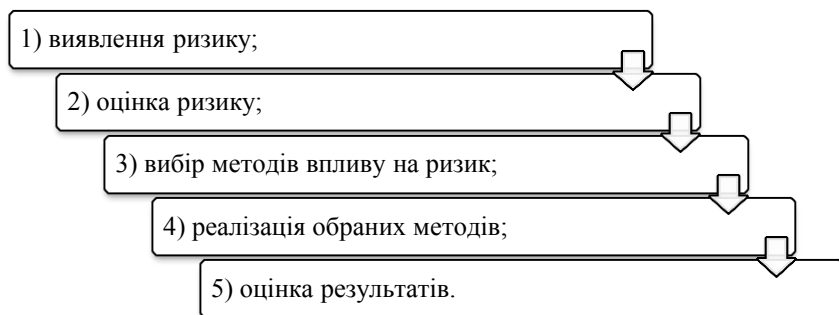 1) виявлення ризику;
2) оцінка ризику;
3) вибір методів впливу на ризик;
4) реалізація обраних методів;
5) оцінка результатів.